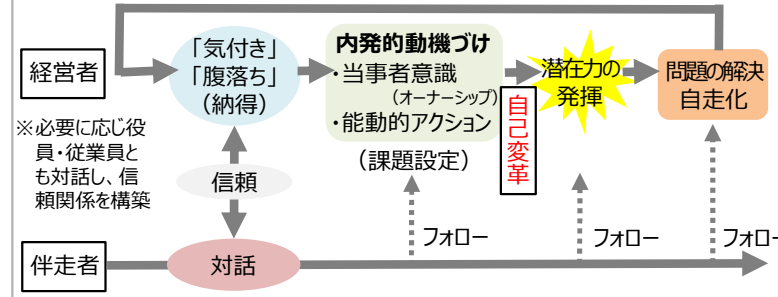 経営者
※必要に応じ役
員・従業員と
も対話し、信
頼関係を構築
「気付き」
「腹落ち」
（納得）
信頼
対話
内発的動機づけ
・当事者意識
（オーナーシップ）
・能動的アクション
（課題設定）
自己変革
潜在力の
発揮
問題の解決
自走化
フォロー
フォロー
フォロー
伴走者